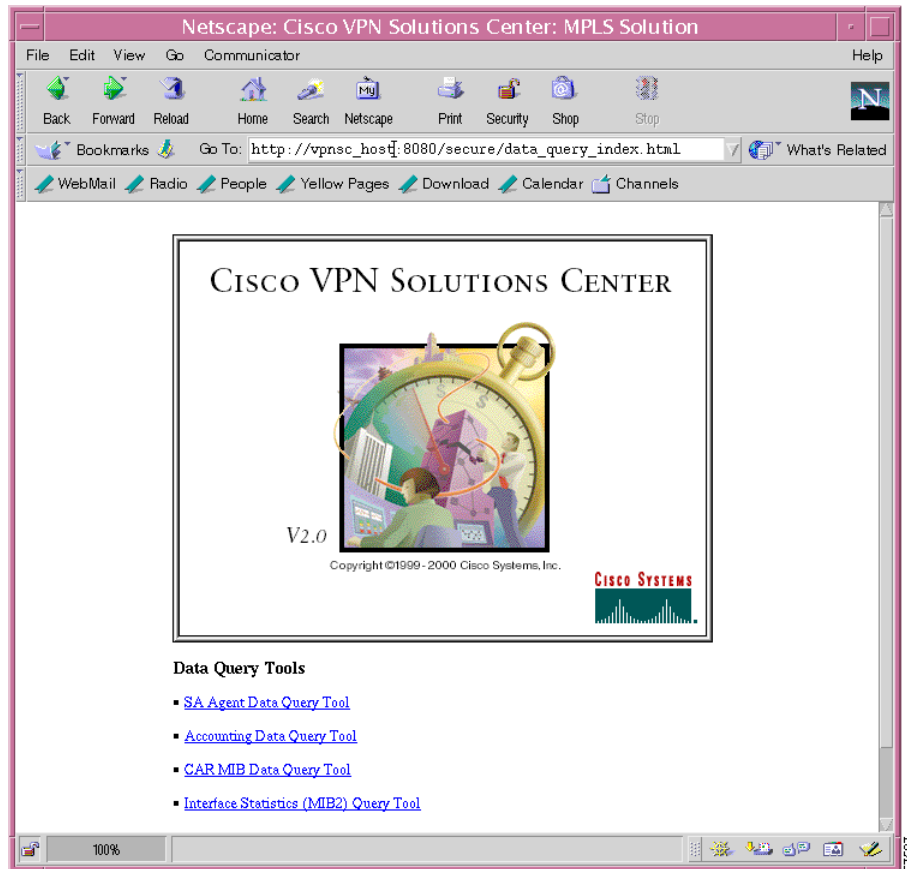 Netscape: Cisco VPN Solutions Center: MPLS Solution
File Edit View Go Communicator Help
Back Forward Reload Home Search Netscape Print Security Shop Stop
My
N
Bookmarks Go To: http://vpnsc_host:8080/secure/data_query_index.html What's Related
WebMail Radio People Yellow Pages Download Calendar Channels
CISCO VPN SOLUTIONS CENTER
V2.0
Copyright ©1999-2000 Cisco Systems, Inc.
CISCO SYSTEMS
Data Query Tools
▪ SA Agent Data Query Tool
▪ Accounting Data Query Tool
▪ CAR MIB Data Query Tool
▪ Interface Statistics (MIB2) Query Tool
100%